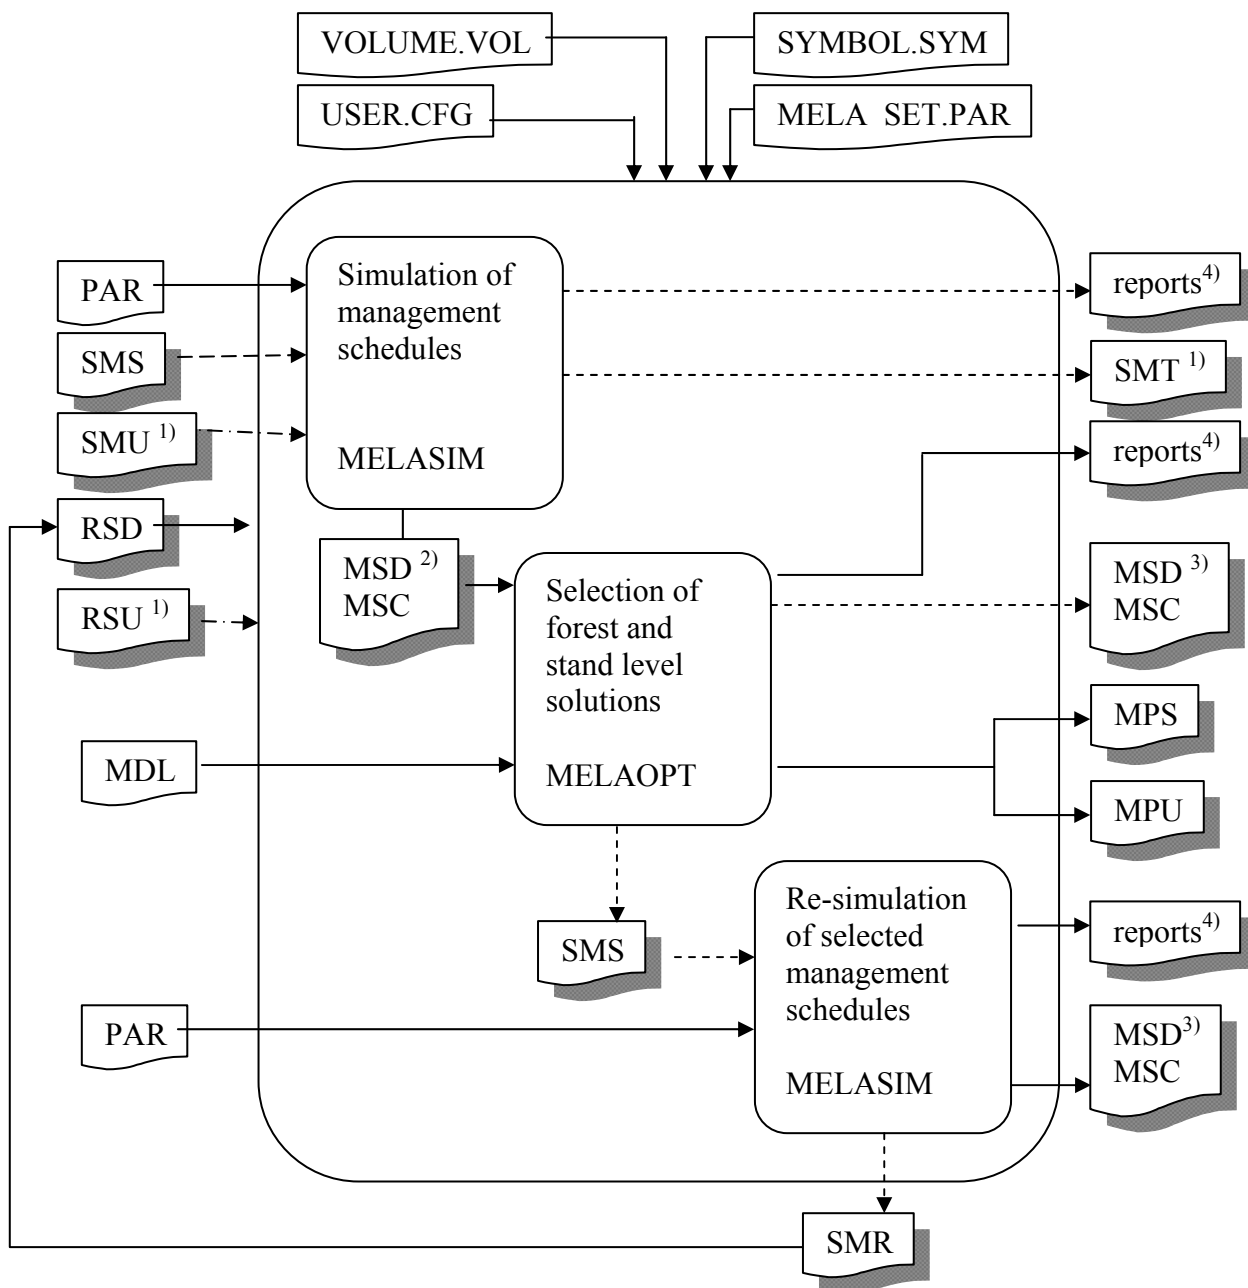 VOLUME.VOL
SYMBOL.SYM
USER.CFG
MELA SET.PAR
PAR
SMS
SMU 1)
RSD
RSU 1)
MDL
PAR
Simulation of
management
schedules
MELASIM
MSD 2)
MSC
Selection of
forest and
stand level
solutions
MELAOPT
SMS
Re-simulation
of selected
management
schedules
MELASIM
SMR
reports4)
SMT 1)
reports4)
MSD 3)
MSC
MPS
MPU
reports4)
MSD3)
MSC